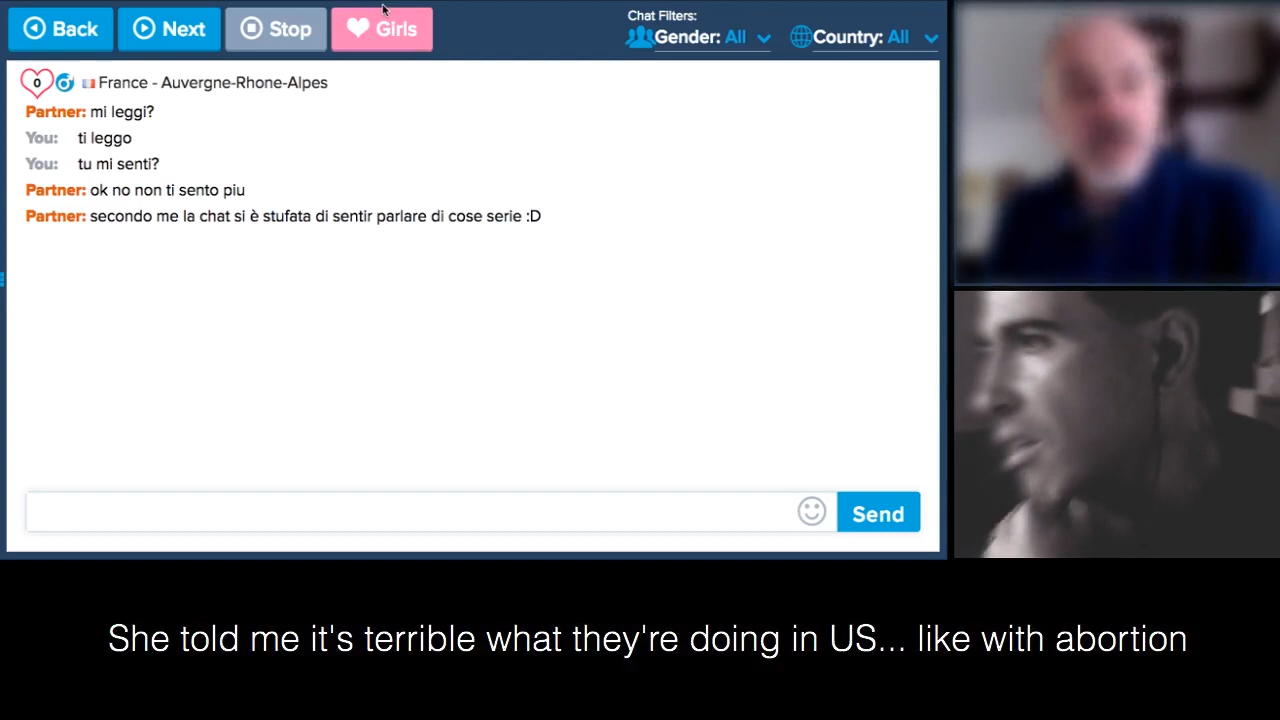 Back Next Stop Girls
Chat Filters:
Gender: All Country: All
0 France - Auvergne-Rhone-Alpes
Partner: mi leggi?
You: ti leggo
You: tu mi senti?
Partner: ok no non ti sento piu
Partner: secondo me la chat si è stufata di sentir parlare di cose serie :D
Send
She told me it's terrible what they're doing in US... like with abortion